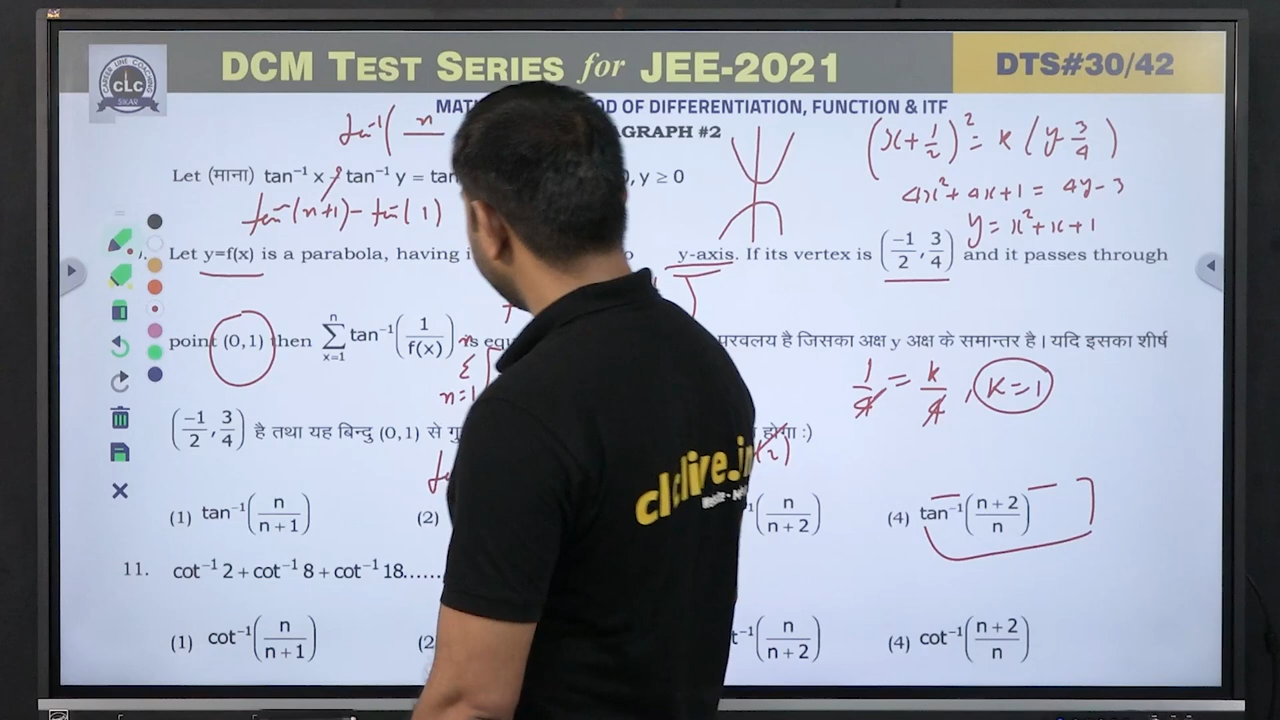 DCM TEST SERIES for JEE-2021
DTS#30/42
CAREER LINE COACHING
CLC
SIKAR
MATH OD OF DIFFERENTIATION, FUNCTION & ITF
AGRAPH #2
tan⁻¹( n
(x+1/2)² = k(y-3/4)
Let (माना) tan⁻¹ x - tan⁻¹ y = tan , y ≥ 0
4x²+4x+1 = 4y-3
tan⁻¹(n+1) - tan⁻¹(1)
y = x²+x+1
Let y=f(x) is a parabola, having i y-axis. If its vertex is (-1/2, 3/4) and it passes through
point (0,1) then Σ x=1 n tan⁻¹(1/f(x)) is equ परवलय है जिसका अक्ष y अक्ष के समान्तर है। यदि इसका शीर्ष
n Σ n=1
1/4 = k/4, k=1
(-1/2, 3/4) है तथा यह बिन्दु (0,1) से गु होगा :)
(1) tan⁻¹(n/(n+1)) (2) (n/(n+2)) (4) tan⁻¹((n+2)/n)
11. cot⁻¹ 2 + cot⁻¹ 8 + cot⁻¹ 18......
(1) cot⁻¹(n/(n+1)) (2 t⁻¹(n/(n+2)) (4) cot⁻¹((n+2)/n)
clclive.in